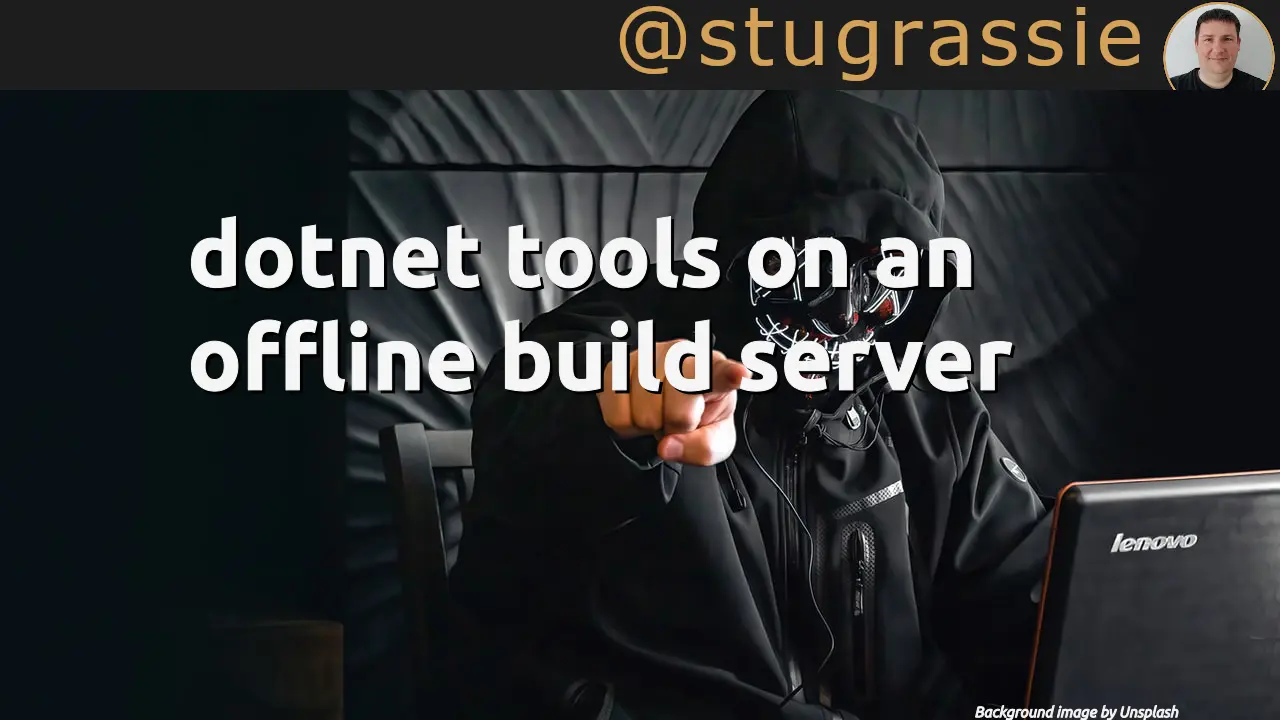 @stugrassie
dotnet tools on an
offline build server
lenovo
Background image by Unsplash